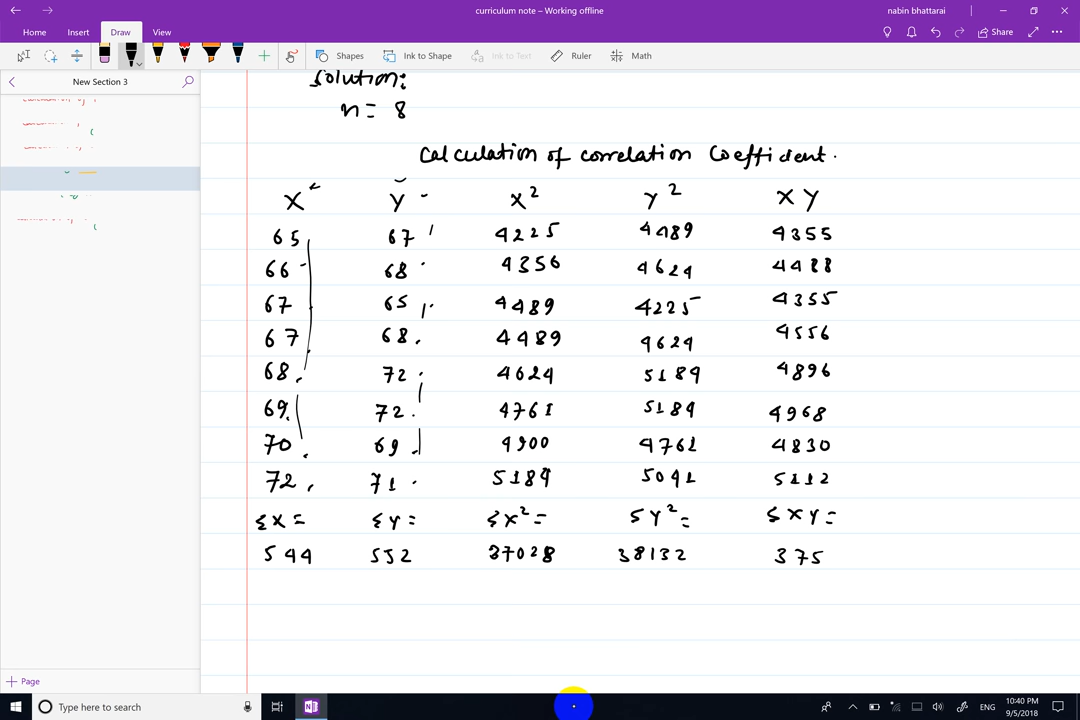 curriculum note – Working offline
nabin bhattarai
Home Insert Draw View
Share
Shapes Ink to Shape Ink to Text Ruler Math
New Section 3
Solution:
n = 8
Calculation of correlation Coefficient.
X Y X² Y² XY
65 67 4225 4489 4355
66 68 4356 4624 4488
67 65 4489 4225 4355
67 68 4489 4624 4556
68 72 4624 5184 4896
69 72 4761 5184 4968
70 69 4900 4761 4830
72 71 5184 5041 5112
ΣX = ΣY = ΣX² = ΣY² = ΣXY =
544 552 37028 38132 375
Page
Type here to search
ENG
10:40 PM
9/5/2018